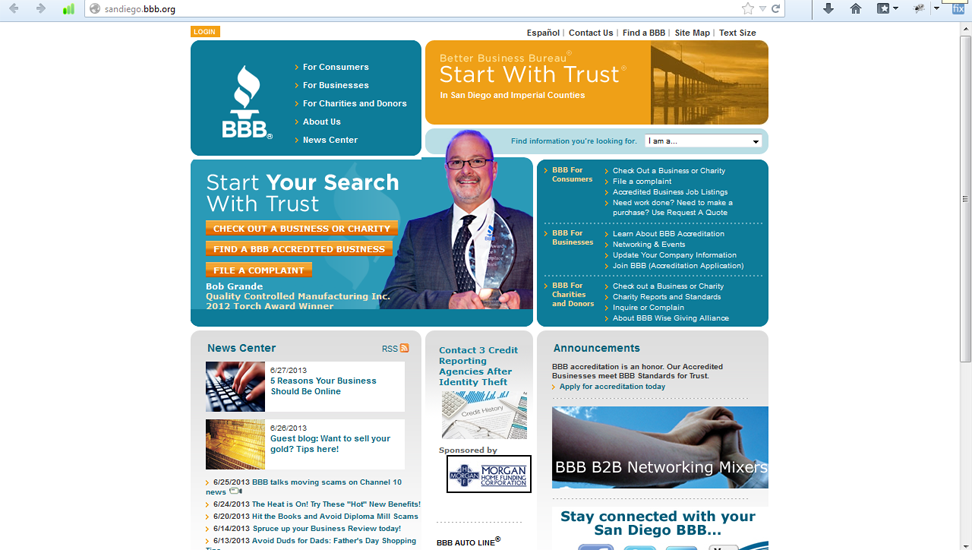 sandiego.bbb.org
fix
LOGIN
Español | Contact Us | Find a BBB | Site Map | Text Size
BBB®
For Consumers
For Businesses
For Charities and Donors
About Us
News Center
Better Business Bureau®
Start With Trust®
In San Diego and Imperial Counties
Find information you're looking for.
I am a...
Start Your Search
With Trust
CHECK OUT A BUSINESS OR CHARITY
FIND A BBB ACCREDITED BUSINESS
FILE A COMPLAINT
Bob Grande
Quality Controlled Manufacturing Inc.
2012 Torch Award Winner
BBB For
Consumers
Check Out a Business or Charity
File a complaint
Accredited Business Job Listings
Need work done? Need to make a
purchase? Use Request A Quote
BBB For
Businesses
Learn About BBB Accreditation
Networking & Events
Update Your Company Information
Join BBB (Accreditation Application)
BBB For
Charities
and Donors
Check out a Business or Charity
Charity Reports and Standards
Inquire or Complain
About BBB Wise Giving Alliance
News Center
RSS
6/27/2013
5 Reasons Your Business
Should Be Online
6/26/2013
Guest blog: Want to sell your
gold? Tips here!
6/25/2013 BBB talks moving scams on Channel 10
news
6/24/2013 The Heat is On! Try These "Hot" New Benefits!
6/20/2013 Hit the Books and Avoid Diploma Mill Scams
6/14/2013 Spruce up your Business Review today!
6/13/2013 Avoid Duds for Dads: Father's Day Shopping
Tips
Contact 3 Credit
Reporting
Agencies After
Identity Theft
Credit History
Sponsored by
MORGAN
HOME FUNDING
CORPORATION
BBB AUTO LINE®
Announcements
BBB accreditation is an honor. Our Accredited
Businesses meet BBB Standards for Trust.
Apply for accreditation today
BBB B2B Networking Mixers
Stay connected with your
San Diego BBB...